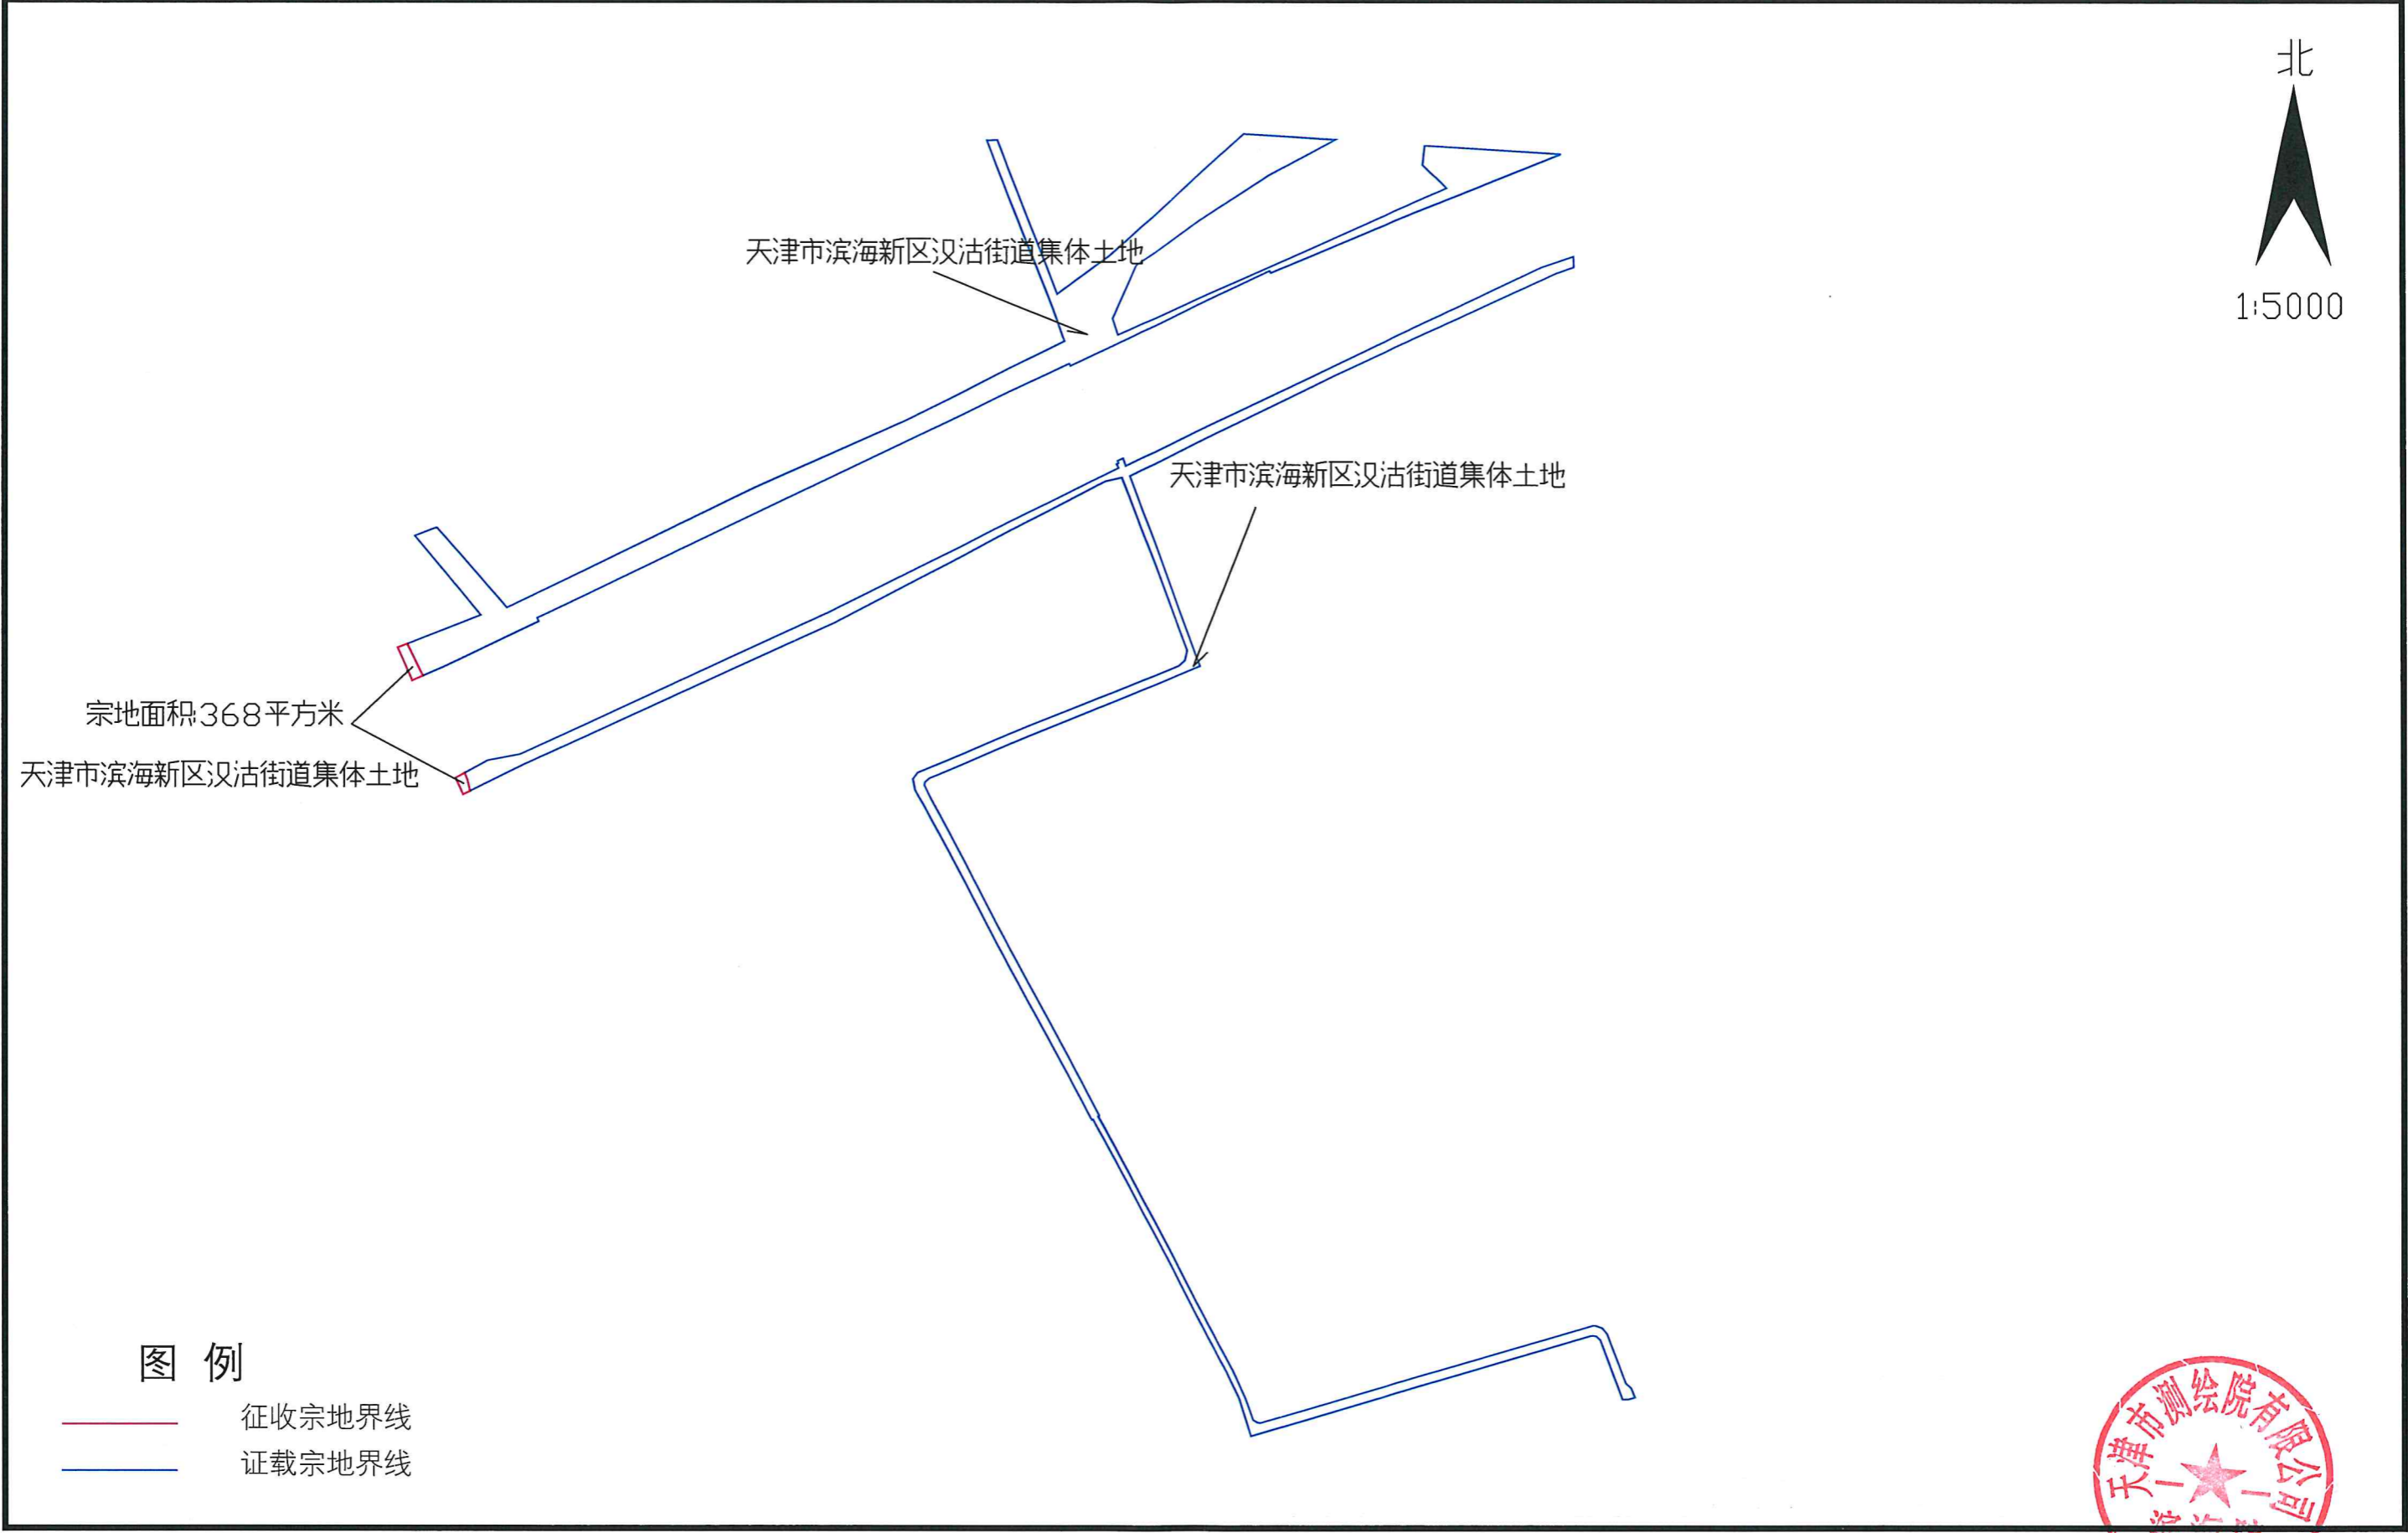 北
1:5000
天津市滨海新区汉沽街道集体土地
天津市滨海新区汉沽街道集体土地
宗地面积:368平方米
天津市滨海新区汉沽街道集体土地
图 例
征收宗地界线
证载宗地界线
天津市测绘院有限公司